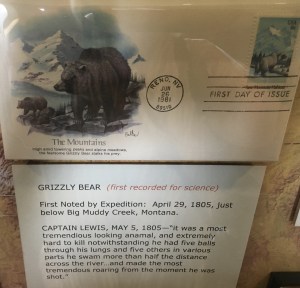 RENO, NV
JUN
26
1981
FIRST DAY OF ISSUE
The Mountains
GRIZZLY BEAR (first recorded for science)
First Noted by Expedition: April 29, 1805, just
below Big Muddy Creek, Montana.
CAPTAIN LEWIS, MAY 5, 1805—"it was a most
tremendious looking anamal, and extremely
hard to kill notwithstanding he had five balls
through his lungs and five others in various
parts he swam more than half the distance
across the river...and made the most
tremendous roaring from the moment he was
shot."